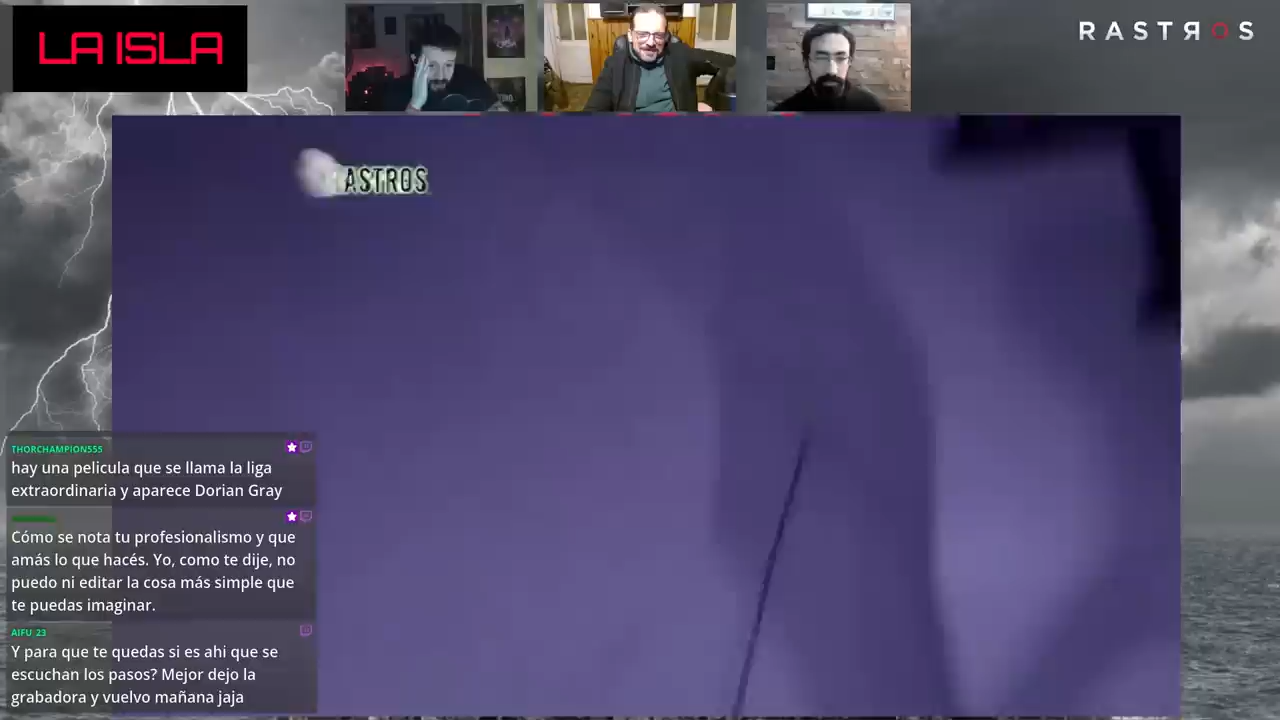 LA ISLA
RASTROS
ASTROS
THORCHAMPION555
hay una pelicula que se llama la liga
extraordinaria y aparece Dorian Gray
Cómo se nota tu profesionalismo y que
amás lo que hacés. Yo, como te dije, no
puedo ni editar la cosa más simple que
te puedas imaginar.
AIFU_23
Y para que te quedas si es ahi que se
escuchan los pasos? Mejor dejo la
grabadora y vuelvo mañana jaja